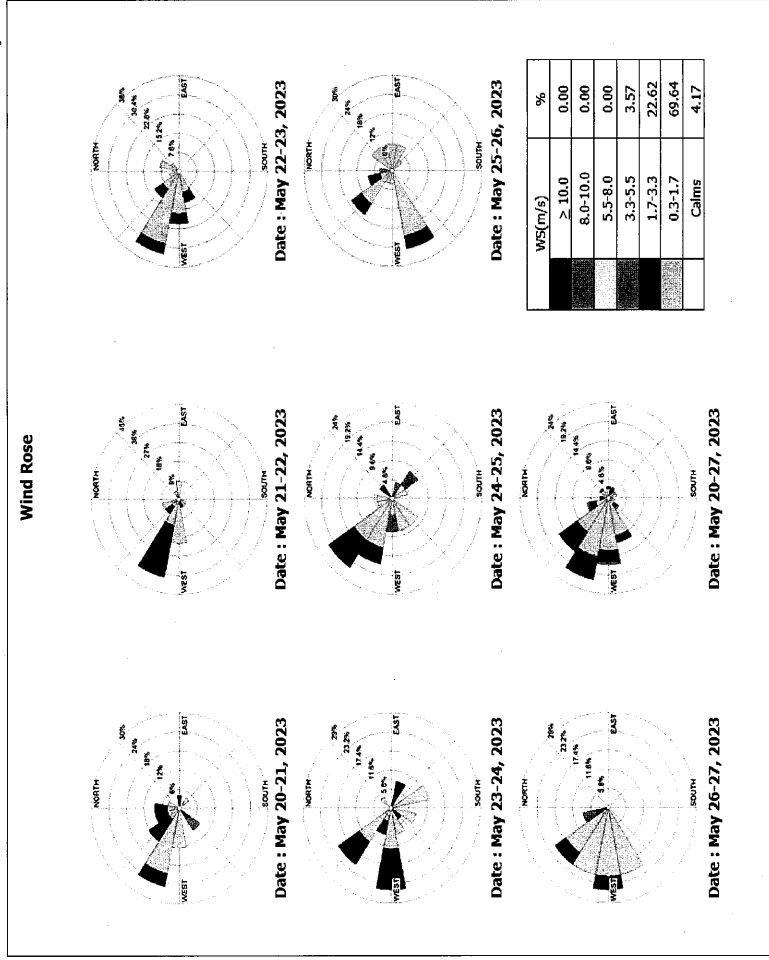 Wind Rose
NORTH
30%
24%
18%
12%
6%
WEST
EAST
SOUTH
Date : May 20-21, 2023
NORTH
45%
36%
27%
18%
9%
WEST
EAST
SOUTH
Date : May 21-22, 2023
NORTH
38%
30.4%
22.8%
15.2%
7.6%
WEST
EAST
SOUTH
Date : May 22-23, 2023
NORTH
29%
23.2%
17.4%
11.6%
5.8%
WEST
EAST
SOUTH
Date : May 23-24, 2023
NORTH
24%
19.2%
14.4%
9.6%
4.8%
WEST
EAST
SOUTH
Date : May 24-25, 2023
NORTH
30%
24%
18%
12%
6%
WEST
EAST
SOUTH
Date : May 25-26, 2023
NORTH
29%
23.2%
17.4%
11.6%
5.8%
WEST
EAST
SOUTH
Date : May 26-27, 2023
NORTH
24%
19.2%
14.4%
9.6%
4.8%
WEST
EAST
SOUTH
Date : May 20-27, 2023
WS(m/s) %
≥ 10.0 0.00
8.0-10.0 0.00
5.5-8.0 0.00
3.3-5.5 3.57
1.7-3.3 22.62
0.3-1.7 69.64
Calms 4.17